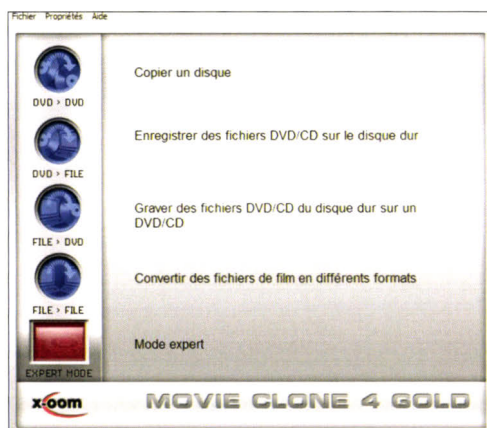 Fichier Propriétés Aide
DVD > DVD
Copier un disque
DVD > FILE
Enregistrer des fichiers DVD/CD sur le disque dur
FILE > DVD
Graver des fichiers DVD/CD du disque dur sur un
DVD/CD
FILE > FILE
Convertir des fichiers de film en différents formats
EXPERT MODE
Mode expert
x-oom
MOVIE CLONE 4 GOLD